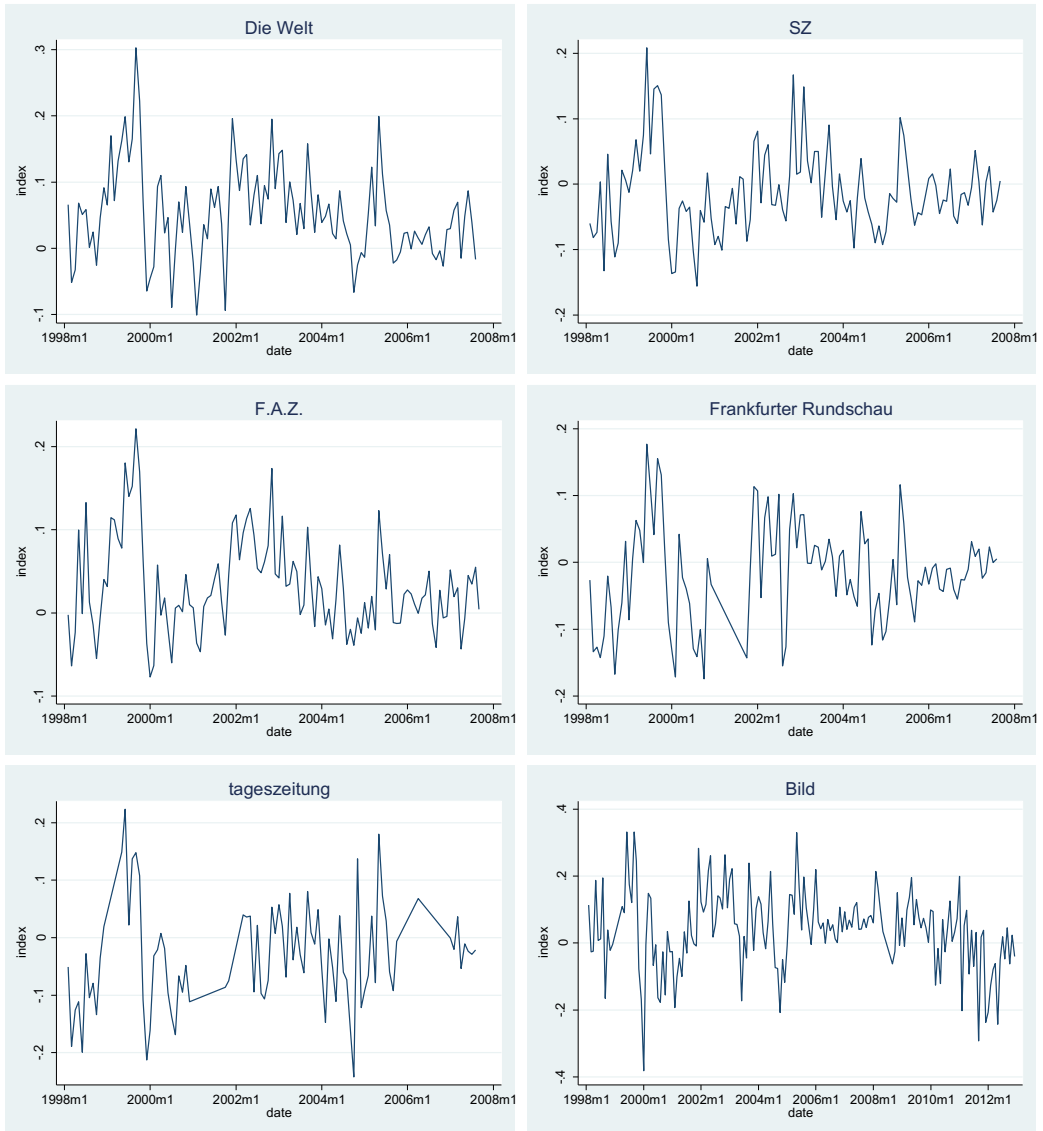 Die Welt
.3
.2
.1
0
-.1
index
1998m1 2000m1 2002m1 2004m1 2006m1 2008m1
date
SZ
.2
.1
0
-.1
-.2
index
1998m1 2000m1 2002m1 2004m1 2006m1 2008m1
date
F.A.Z.
.2
.1
0
-.1
index
1998m1 2000m1 2002m1 2004m1 2006m1 2008m1
date
Frankfurter Rundschau
.2
.1
0
-.1
-.2
index
1998m1 2000m1 2002m1 2004m1 2006m1 2008m1
date
tageszeitung
.2
.1
0
-.1
-.2
index
1998m1 2000m1 2002m1 2004m1 2006m1 2008m1
date
Bild
.4
.2
0
-.2
-.4
index
1998m1 2000m1 2002m1 2004m1 2006m1 2008m1 2010m1 2012m1
date